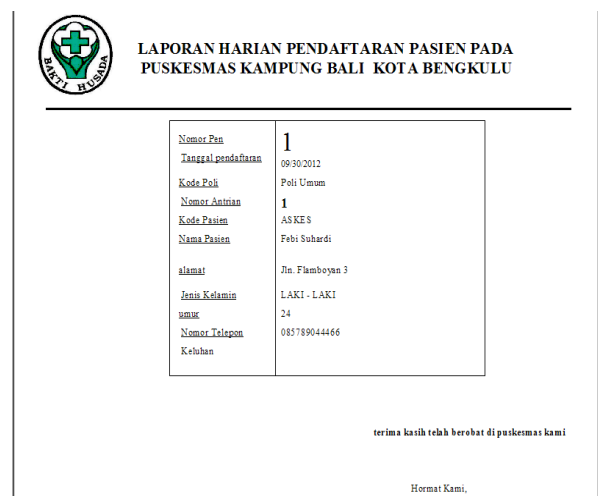 BAKTI HUSADA
LAPORAN HARIAN PENDAFTARAN PASIEN PADA
PUSKESMAS KAMPUNG BALI KOTA BENGKULU
Nomor Pen 1
Tanggal pendaftaran 09/30/2012
Kode Poli Poli Umum
Nomor Antrian 1
Kode Pasien ASKES
Nama Pasien Febi Suhardi
alamat Jln. Flamboyan 3
Jenis Kelamin LAKI - LAKI
umur 24
Nomor Telepon 085789044466
Keluhan
terima kasih telah berobat di puskesmas kami
Hormat Kami,